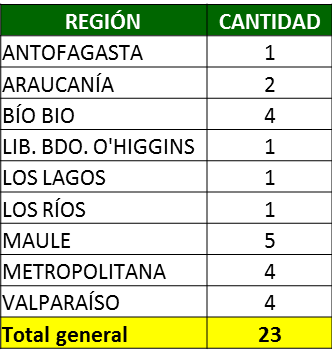 REGIÓN CANTIDAD
ANTOFAGASTA 1
ARAUCANÍA 2
BÍO BIO 4
LIB. BDO. O'HIGGINS 1
LOS LAGOS 1
LOS RÍOS 1
MAULE 5
METROPOLITANA 4
VALPARAÍSO 4
Total general 23